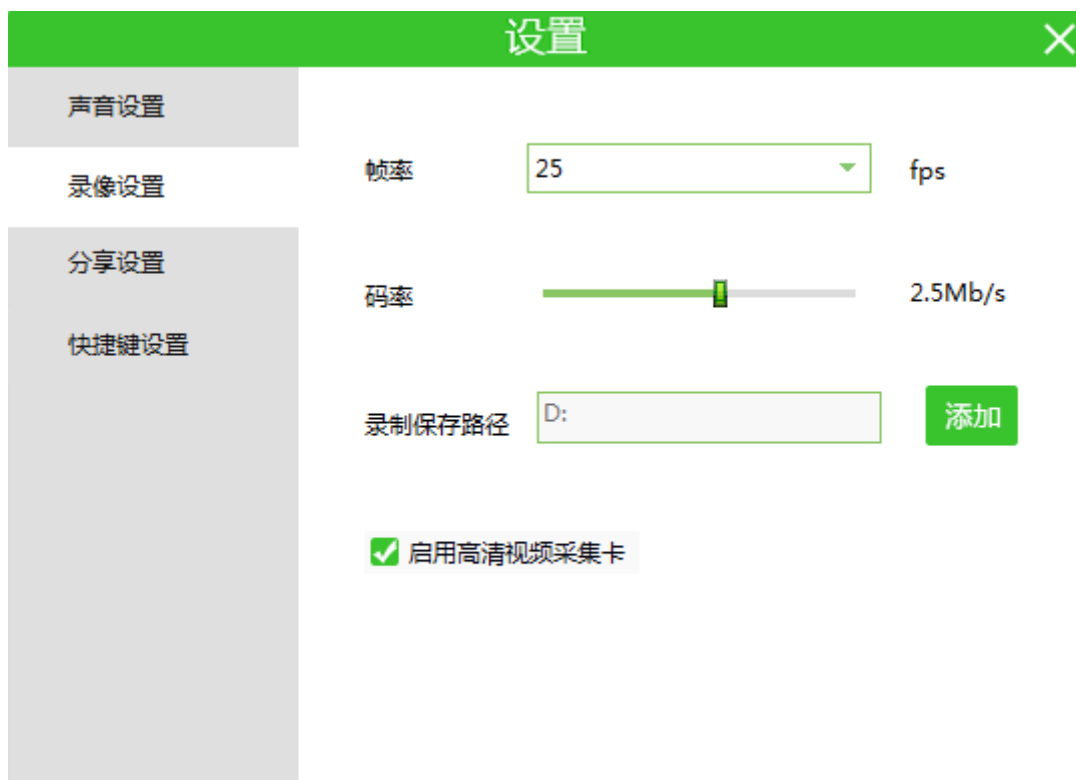 设置
声音设置
录像设置
分享设置
快捷键设置
帧率 25 fps
码率 2.5Mb/s
录制保存路径 D: 添加
启用高清视频采集卡